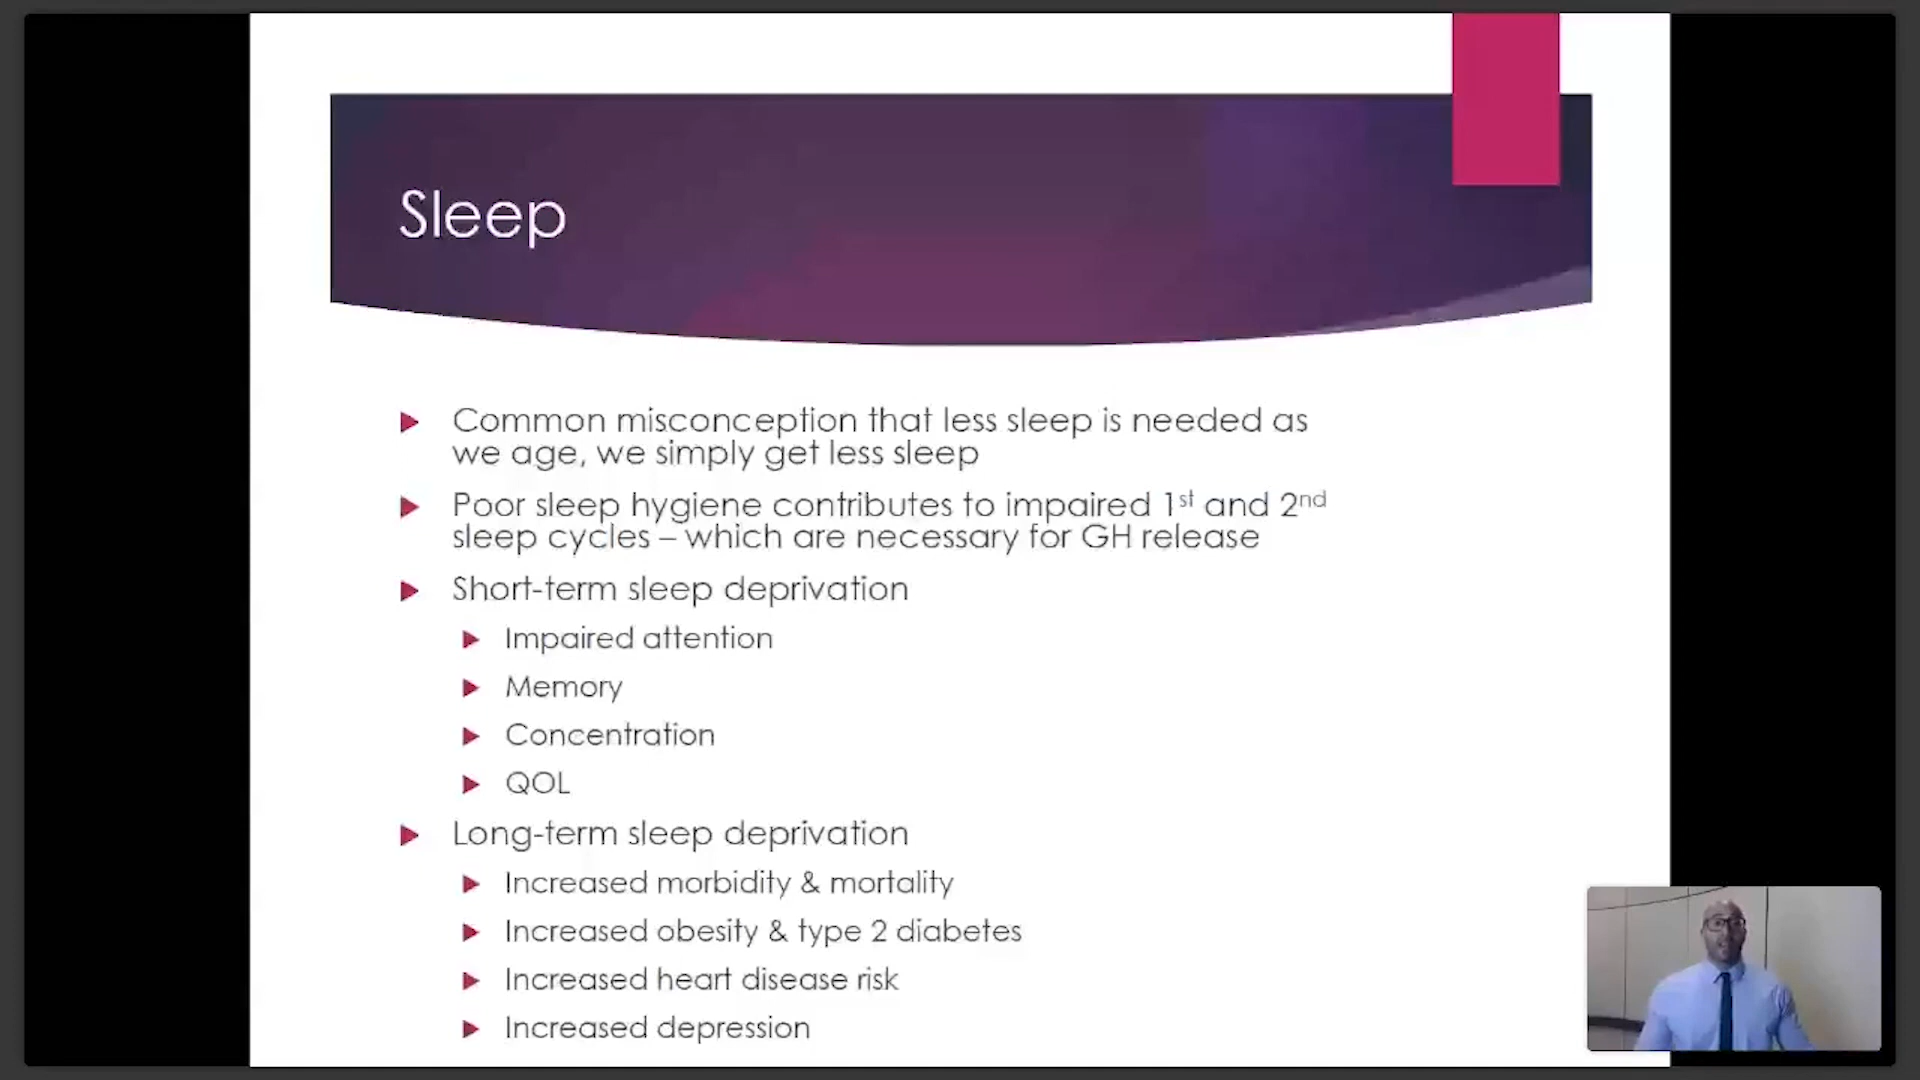 Sleep
Common misconception that less sleep is needed as
we age, we simply get less sleep
Poor sleep hygiene contributes to impaired 1st and 2nd
sleep cycles – which are necessary for GH release
Short-term sleep deprivation
Impaired attention
Memory
Concentration
QOL
Long-term sleep deprivation
Increased morbidity & mortality
Increased obesity & type 2 diabetes
Increased heart disease risk
Increased depression